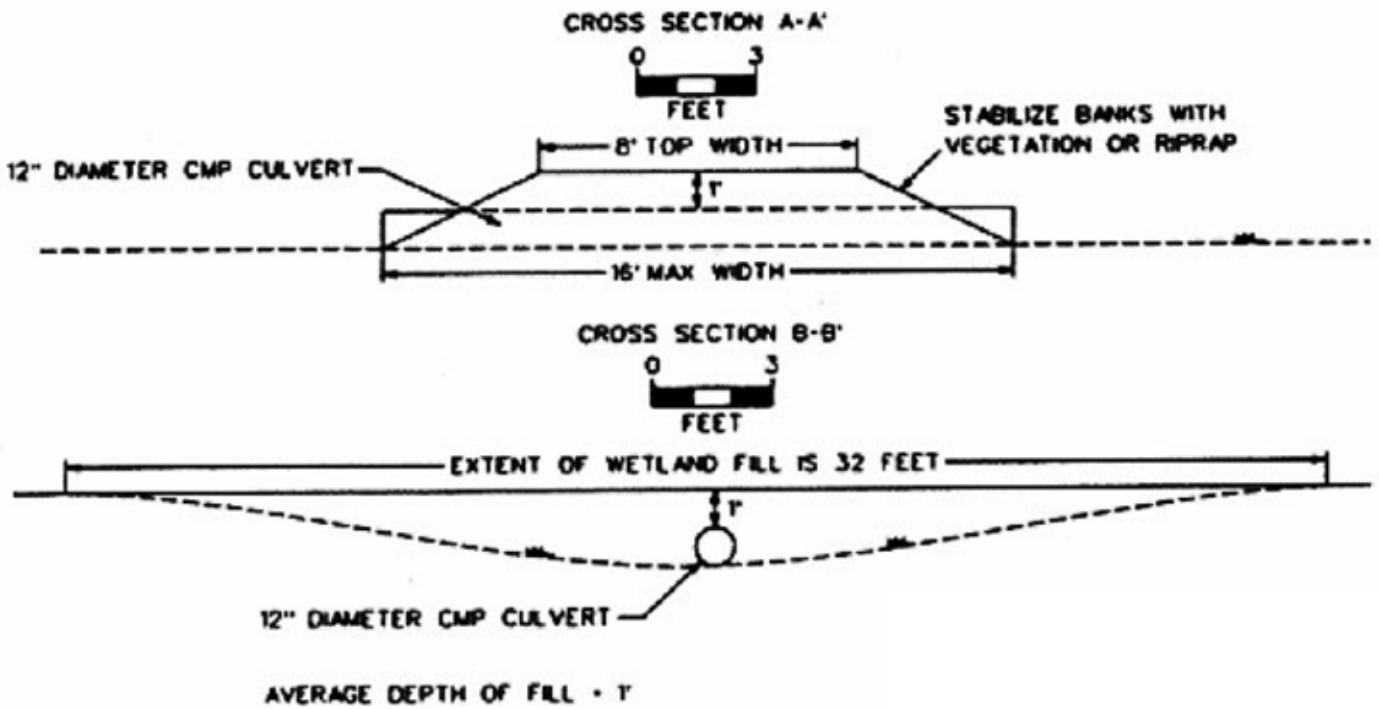 CROSS SECTION A-A'
0 3
FEET
STABILIZE BANKS WITH
VEGETATION OR RIPRAP
8' TOP WIDTH
12" DIAMETER CMP CULVERT
1'
16' MAX WIDTH
CROSS SECTION B-B'
0 3
FEET
EXTENT OF WETLAND FILL IS 32 FEET
1'
12" DIAMETER CMP CULVERT
AVERAGE DEPTH OF FILL = 1'